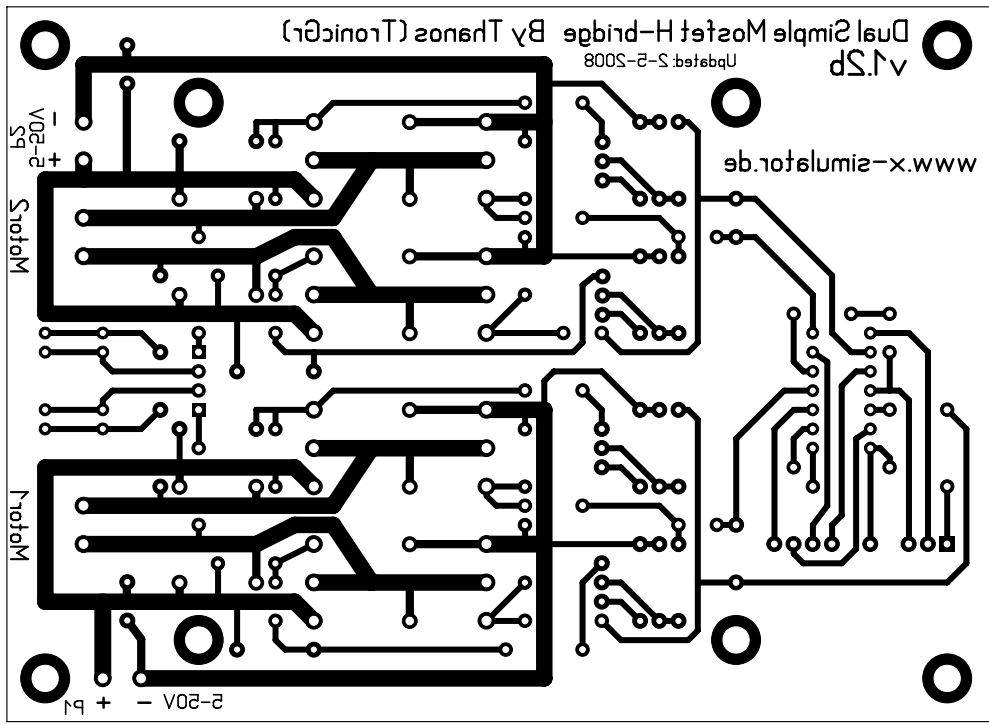 Dual Simple Mosfet H-bridge By Thanos (TronicGr)
Updated: 2-5-2008
v1.2b
www.x-simulator.de
P2
5-50V
- +
Motor2
Motor1
5-50V - + P1